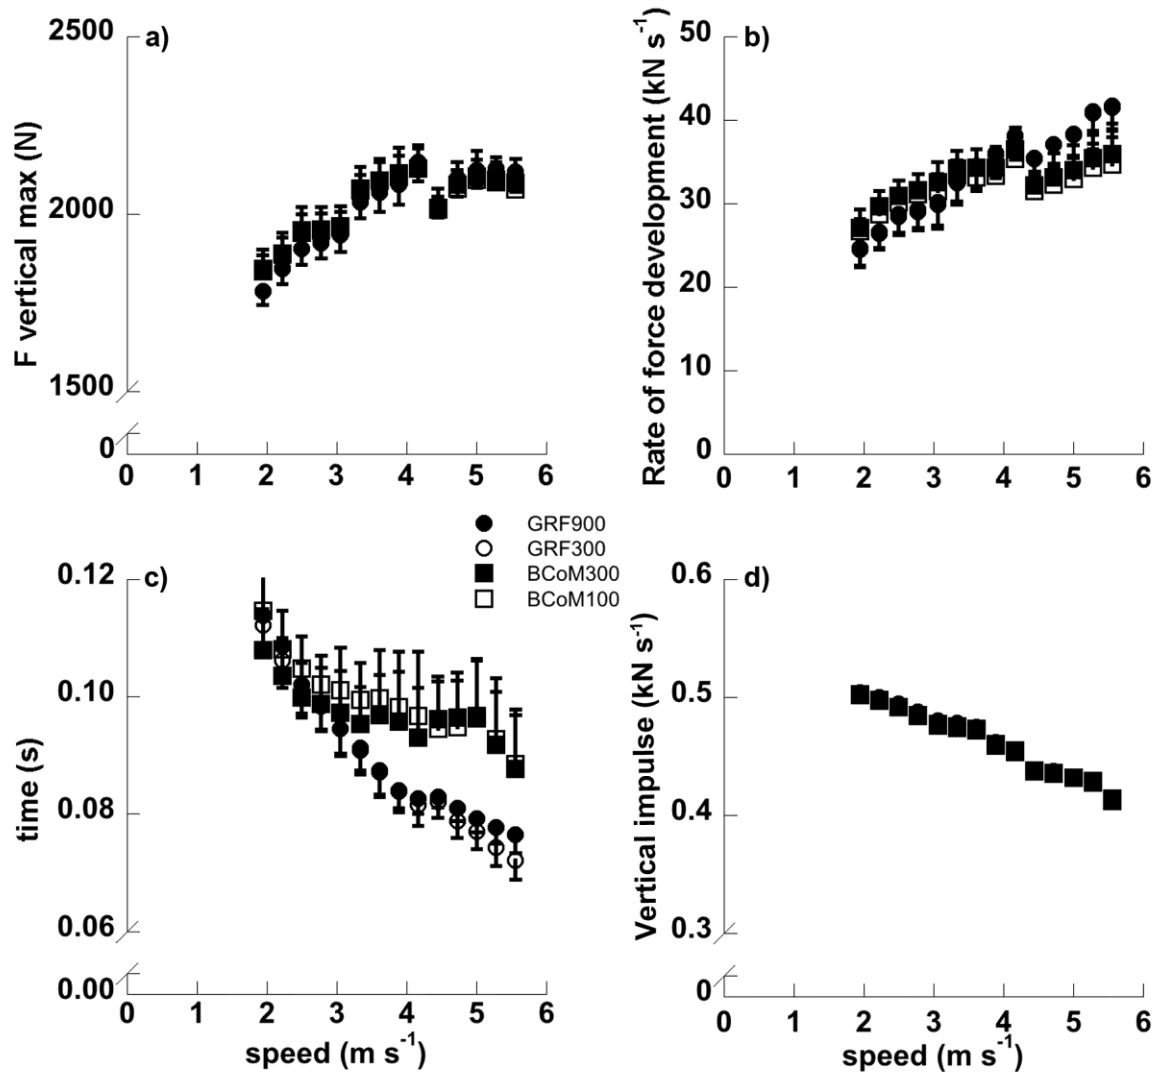 a)
2500
2000
1500
0
F vertical max (N)
0 1 2 3 4 5 6
b)
50
40
30
20
10
0
Rate of force development (kN s-1)
0 1 2 3 4 5 6
GRF900
GRF300
BCoM300
BCoM100
c)
0.12
0.10
0.08
0.06
0.00
time (s)
0 1 2 3 4 5 6
speed (m s-1)
d)
0.6
0.5
0.4
0.3
0
Vertical impulse (kN s-1)
0 1 2 3 4 5 6
speed (m s-1)